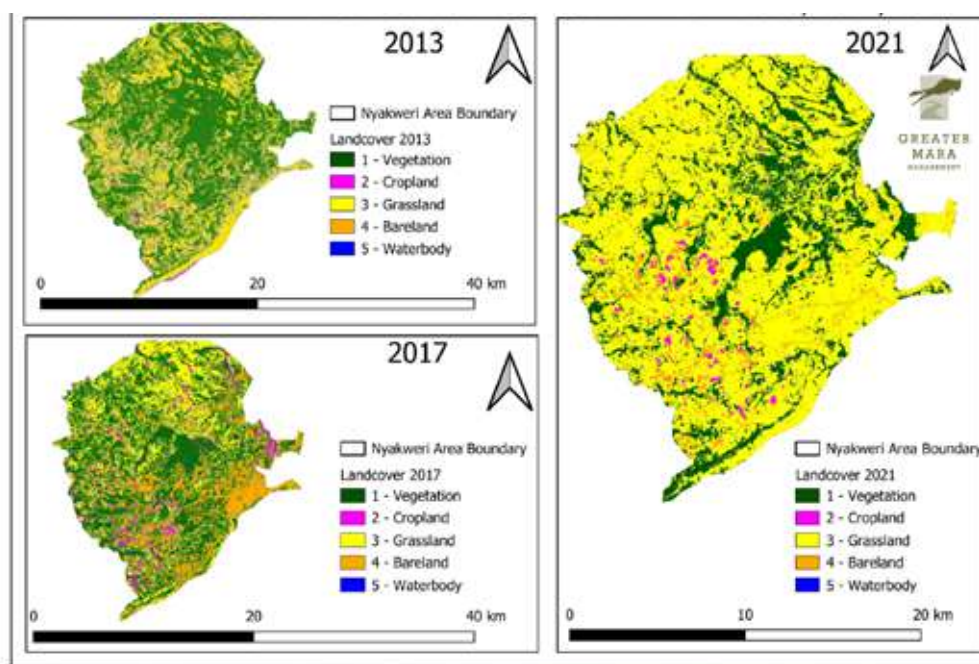 2013
Nyakweri Area Boundary
Landcover 2013
1 - Vegetation
2 - Cropland
3 - Grassland
4 - Bareland
5 - Waterbody
0 20 40 km
2017
Nyakweri Area Boundary
Landcover 2017
1 - Vegetation
2 - Cropland
3 - Grassland
4 - Bareland
5 - Waterbody
0 20 40 km
2021
GREATER
MARA
MANAGEMENT
Nyakweri Area Boundary
Landcover 2021
1 - Vegetation
2 - Cropland
3 - Grassland
4 - Bareland
5 - Waterbody
0 10 20 km